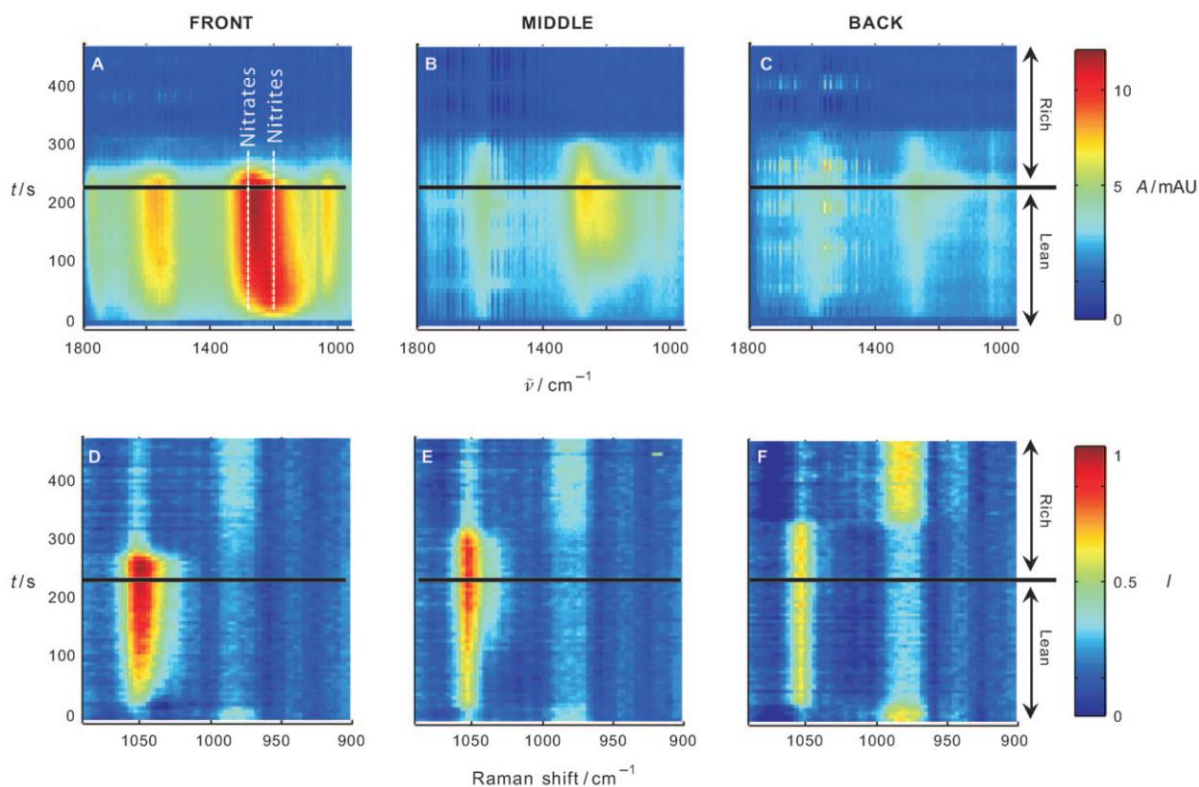 FRONT MIDDLE BACK
A B C
Nitrates
Nitrites
400
300
200
100
0
t/s
Rich
Lean
10
5
0
A/mAU
1800 1400 1000 1800 1400 1000 1800 1400 1000
ν̃ / cm⁻¹
D E F
400
300
200
100
0
t/s
Rich
Lean
1
0.5
0
I
1050 1000 950 900 1050 1000 950 900 1050 1000 950 900
Raman shift / cm⁻¹